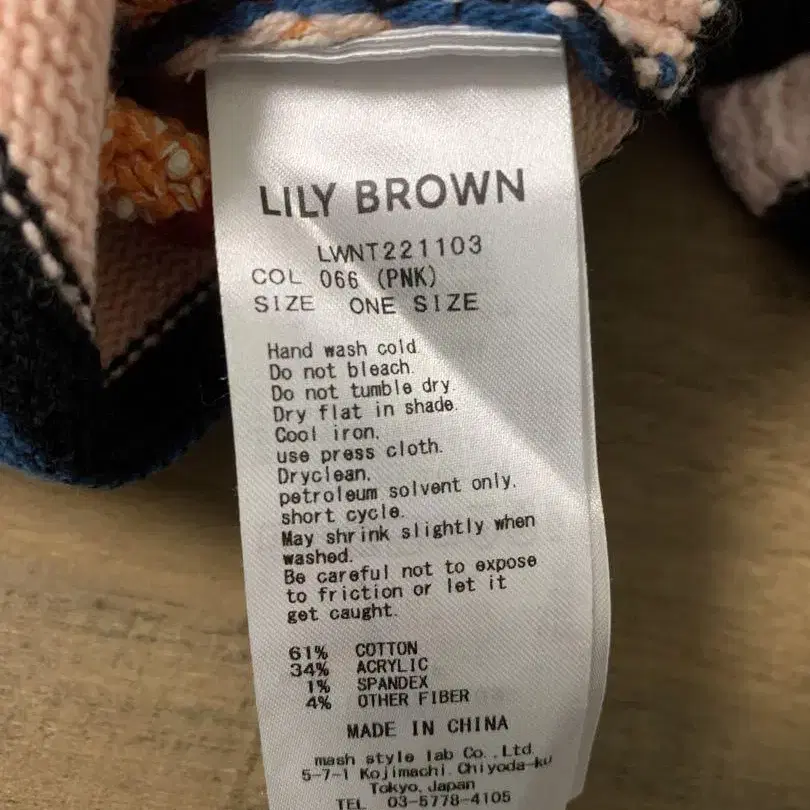 LILY BROWN
LWNT221103
COL 066 (PNK)
SIZE ONE SIZE
Hand wash cold.
Do not bleach.
Do not tumble dry.
Dry flat in shade.
Cool iron.
use press cloth.
Dryclean.
petroleum solvent only.
short cycle.
May shrink slightly when
washed.
Be careful not to expose
to friction or let it
get caught.
61% COTTON
34% ACRYLIC
1% SPANDEX
4% OTHER FIBER
MADE IN CHINA
mash style lab Co., Ltd.
5-7-1 Kojimachi. Chiyoda-ku
Tokyo, Japan
TEL 03-5778-4105